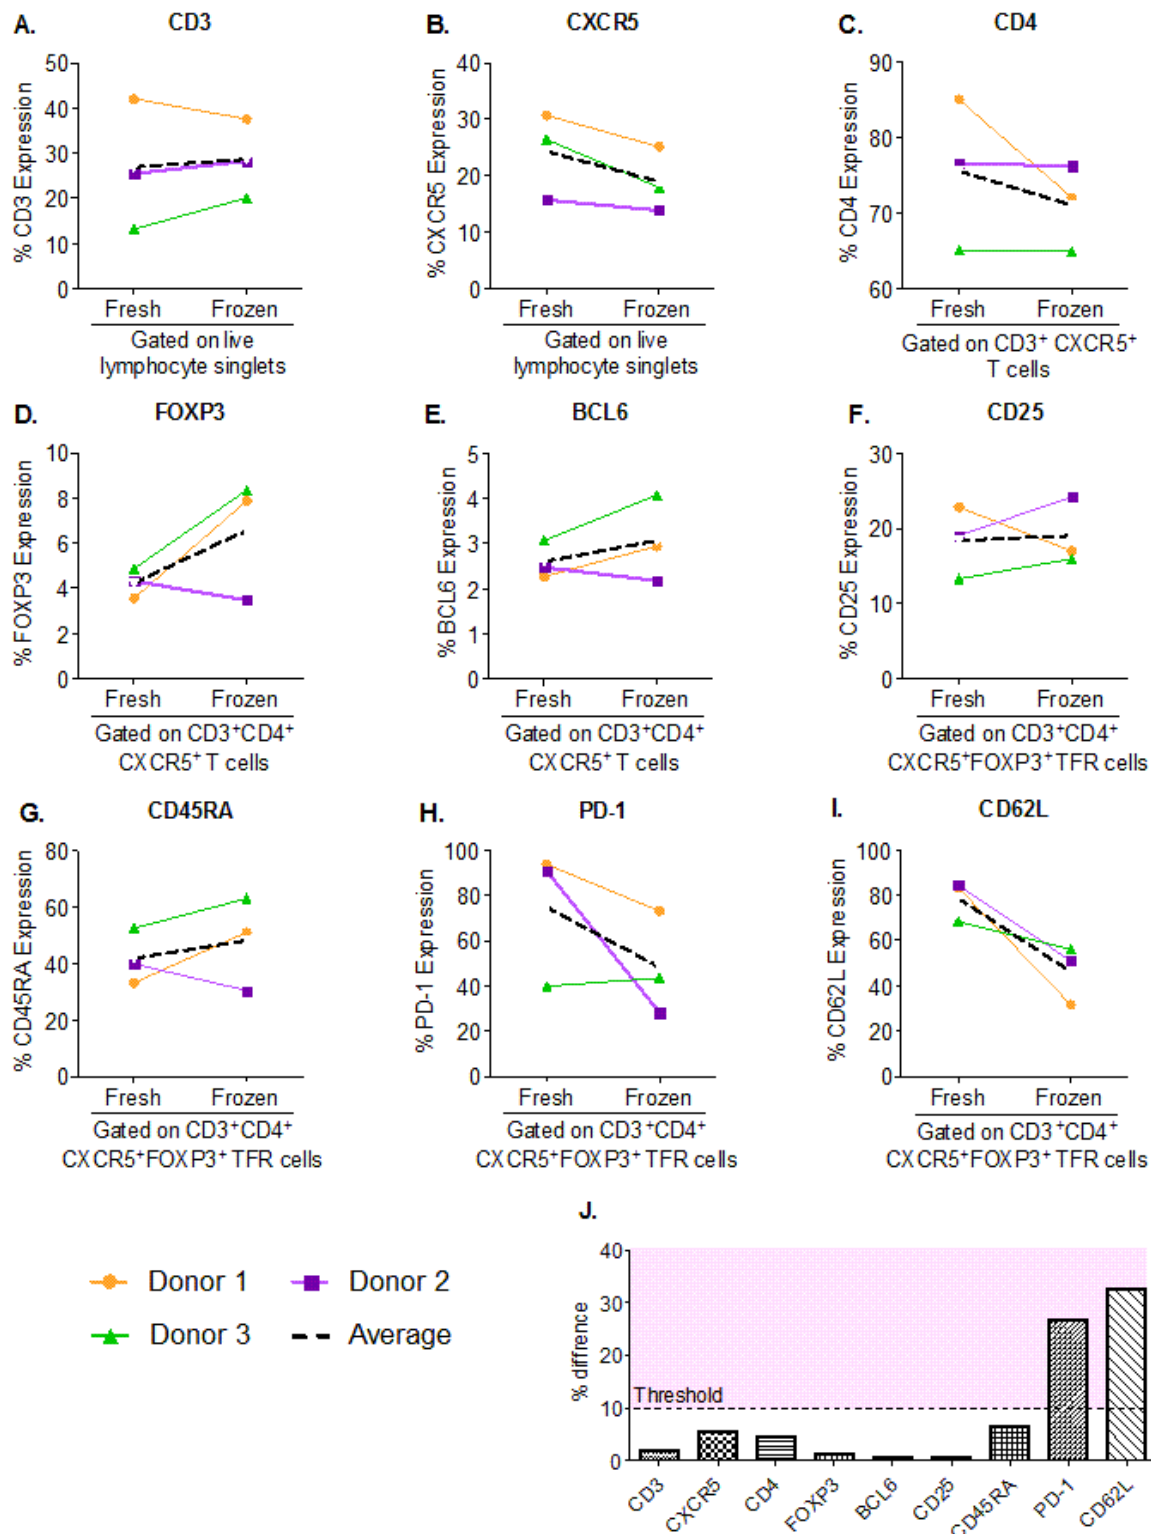 A. CD3
B. CXCR5
C. CD4
50
40
30
20
10
0
% CD3 Expression
Fresh Frozen
Gated on live
lymphocyte singlets
40
30
20
10
0
% CXCR5 Expression
Fresh Frozen
Gated on live
lymphocyte singlets
90
80
70
60
% CD4 Expression
Fresh Frozen
Gated on CD3⁺ CXCR5⁺
T cells
D. FOXP3
E. BCL6
F. CD25
10
8
6
4
2
0
% FOXP3 Expression
Fresh Frozen
Gated on CD3⁺CD4⁺
CXCR5⁺ T cells
5
4
3
2
1
0
% BCL6 Expression
Fresh Frozen
Gated on CD3⁺CD4⁺
CXCR5⁺ T cells
30
20
10
0
% CD25 Expression
Fresh Frozen
Gated on CD3⁺CD4⁺
CXCR5⁺FOXP3⁺ TFR cells
G. CD45RA
H. PD-1
I. CD62L
80
60
40
20
0
% CD45RA Expression
Fresh Frozen
Gated on CD3⁺CD4⁺
CXCR5⁺FOXP3⁺ TFR cells
100
80
60
40
20
0
% PD-1 Expression
Fresh Frozen
Gated on CD3⁺CD4⁺
CXCR5⁺FOXP3⁺ TFR cells
100
80
60
40
20
0
% CD62L Expression
Fresh Frozen
Gated on CD3⁺CD4⁺
CXCR5⁺FOXP3⁺ TFR cells
Donor 1 Donor 2
Donor 3 Average
J.
40
30
20
10
0
% diffrence
Threshold
CD3
CXCR5
CD4
FOXP3
BCL6
CD25
CD45RA
PD-1
CD62L